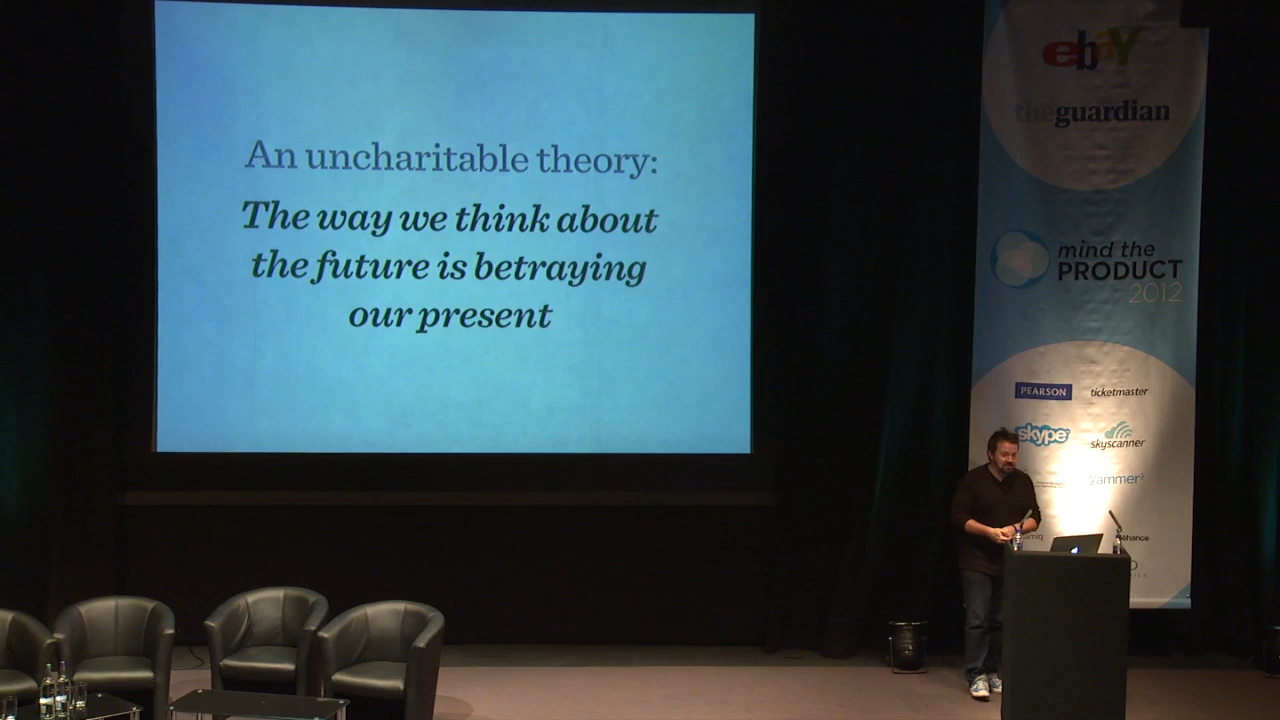 An uncharitable theory:
The way we think about
the future is betraying
our present
ebay
theguardian
mind the
PRODUCT
2012
PEARSON
ticketmaster
skype
skyscanner